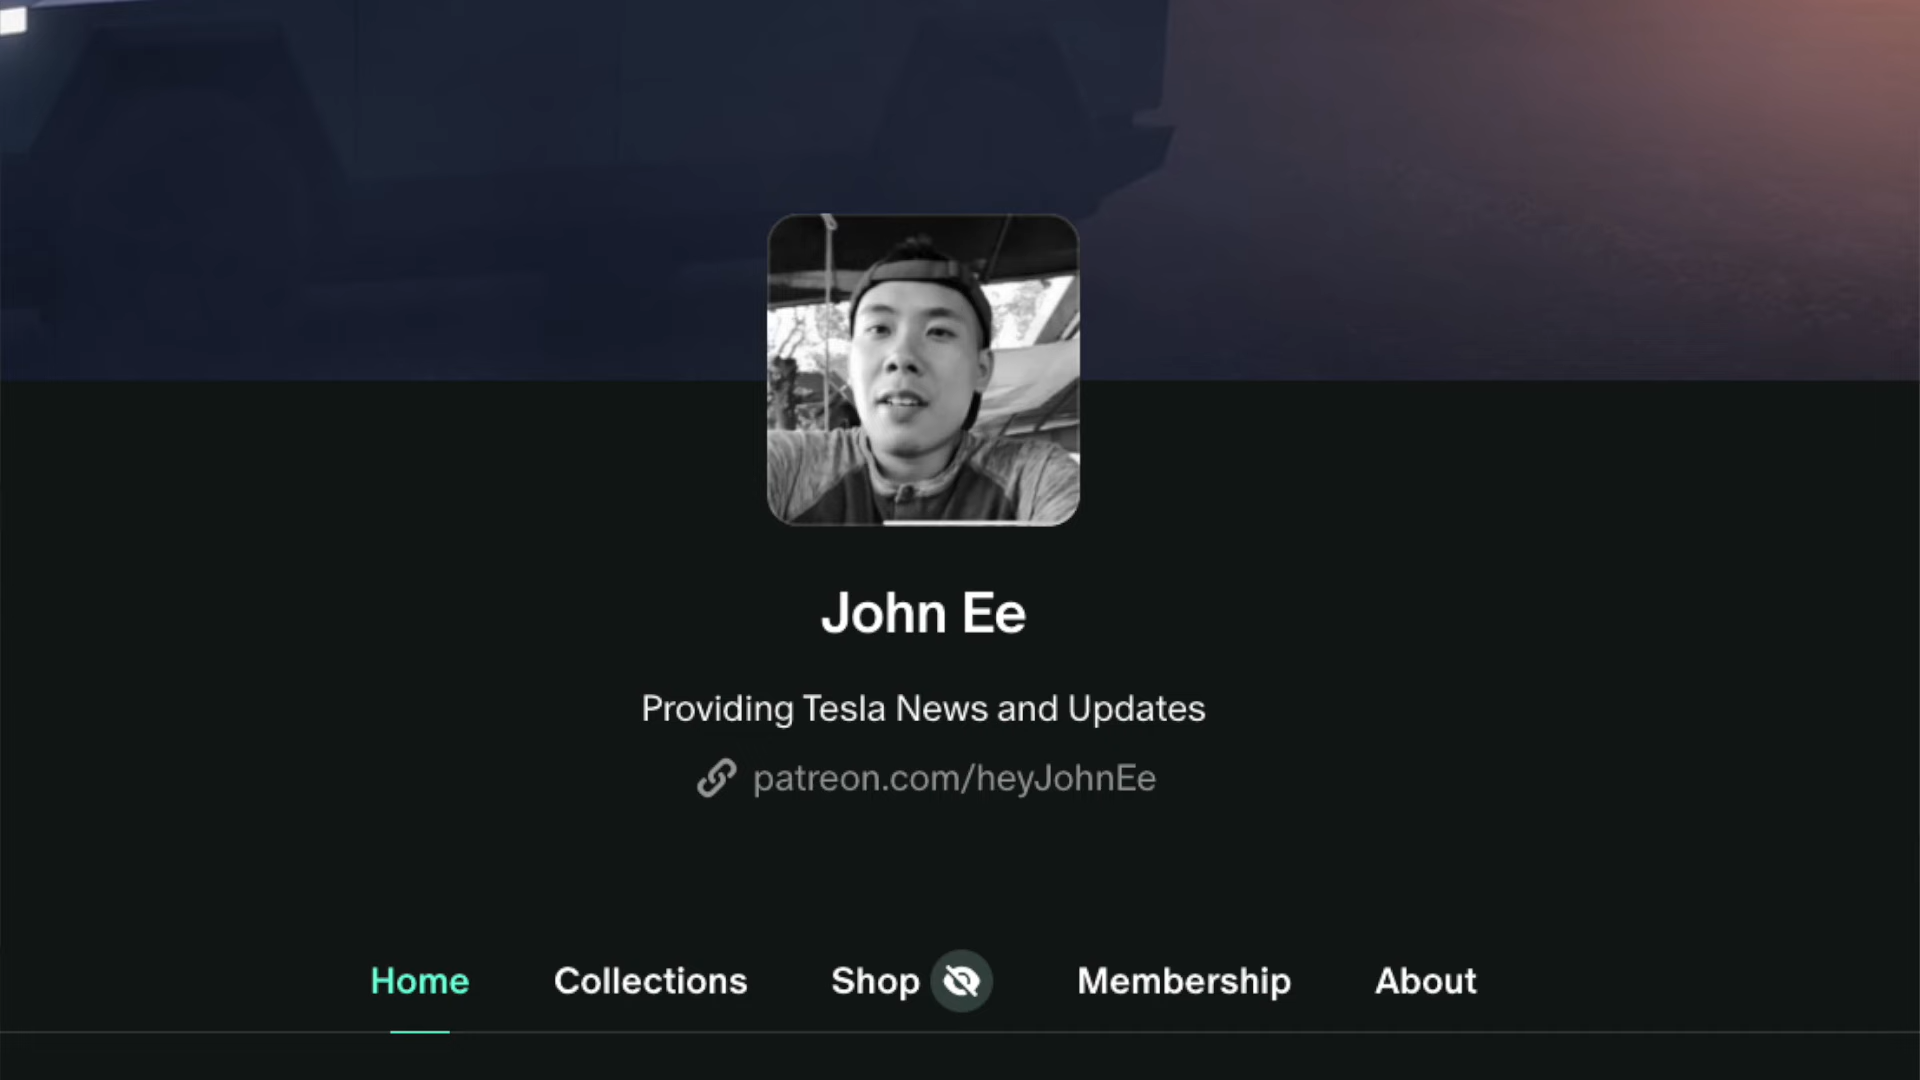 John Ee
Providing Tesla News and Updates
patreon.com/heyJohnEe
Home Collections Shop Membership About